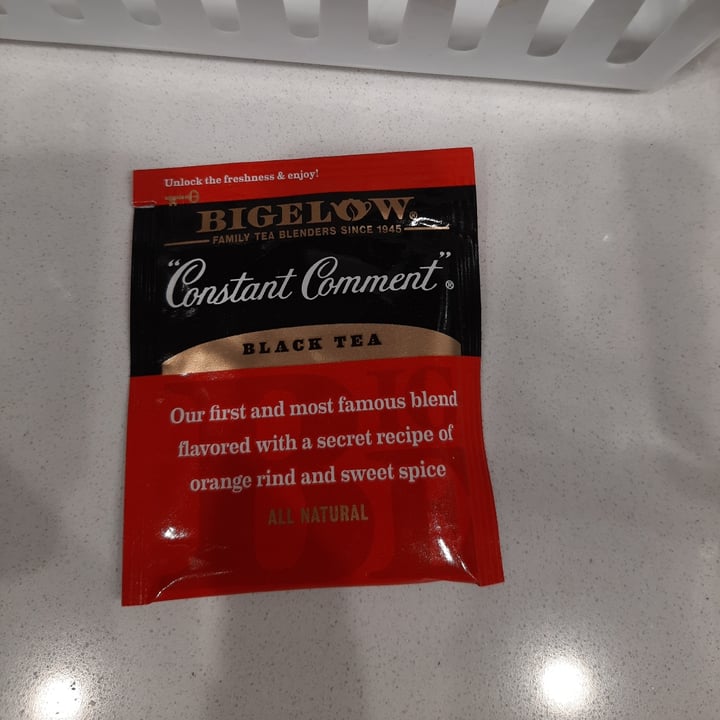 Unlock the freshness & enjoy!
BIGELOW®
FAMILY TEA BLENDERS SINCE 1945
"Constant Comment"®
BLACK TEA
Our first and most famous blend
flavored with a secret recipe of
orange rind and sweet spice
ALL NATURAL